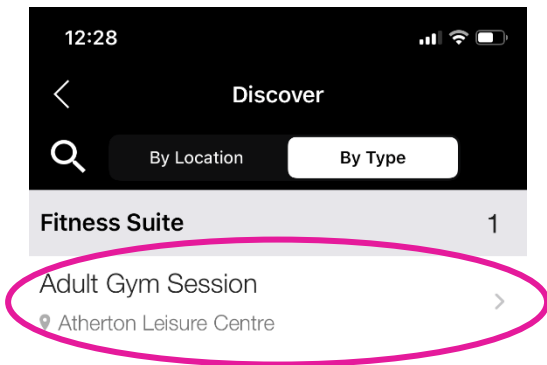 12:28
Discover
By Location By Type
Fitness Suite 1
Adult Gym Session
Atherton Leisure Centre